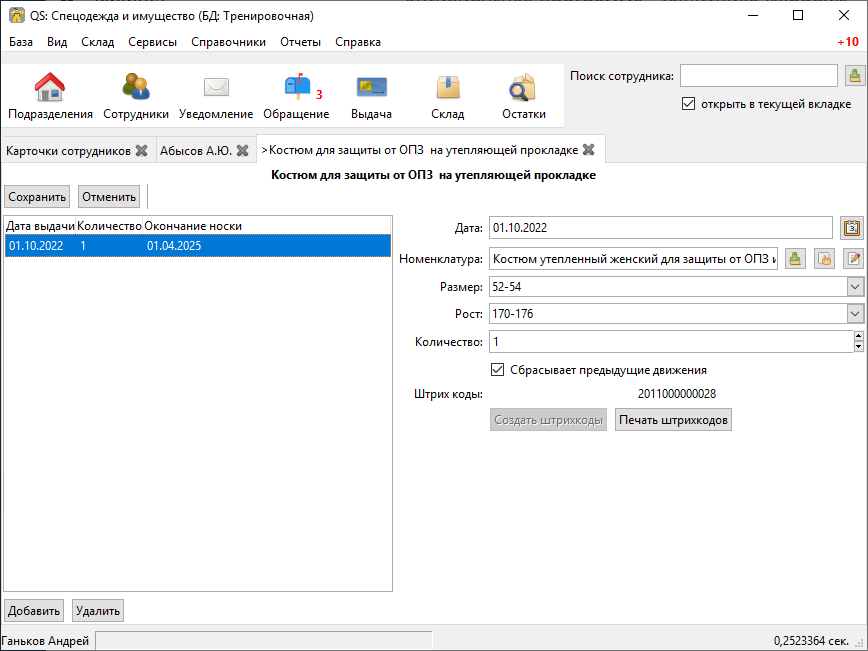 QS: Спецодежда и имущество (БД: Тренировочная)
База Вид Склад Сервисы Справочники Отчеты Справка +10
Подразделения Сотрудники Уведомление Обращение 3 Выдача Склад Остатки
Поиск сотрудника:
открыть в текущей вкладке
Карточки сотрудников Абысов А.Ю. >Костюм для защиты от ОПЗ на утепляющей прокладке
Костюм для защиты от ОПЗ на утепляющей прокладке
Сохранить Отменить
Дата выдачи Количество Окончание носки
01.10.2022 1 01.04.2025
Дата: 01.10.2022
Номенклатура: Костюм утепленный женский для защиты от ОПЗ и
Размер: 52-54
Рост: 170-176
Количество: 1
Сбрасывает предыдущие движения
Штрих коды: 2011000000028
Создать штрихкоды Печать штрихкодов
Добавить Удалить
Ганьков Андрей 0,2523364 сек.